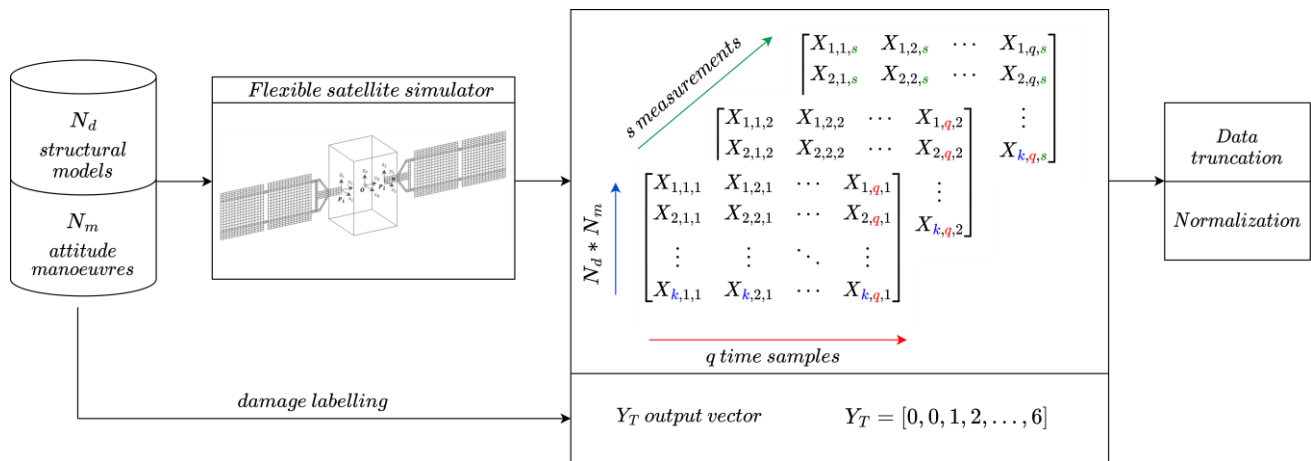 N_d
structural
models
N_m
attitude
manoeuvres
Flexible satellite simulator
s measurements
X_{1,1,s} X_{1,2,s} ⋯ X_{1,q,s}
X_{2,1,s} X_{2,2,s} ⋯ X_{2,q,s}
⋮
X_{k,q,s}
X_{1,1,2} X_{1,2,2} ⋯ X_{1,q,2}
X_{2,1,2} X_{2,2,2} ⋯ X_{2,q,2}
⋮
X_{k,q,2}
N_d * N_m
X_{1,1,1} X_{1,2,1} ⋯ X_{1,q,1}
X_{2,1,1} X_{2,2,1} ⋯ X_{2,q,1}
⋮ ⋮ ⋱ ⋮
X_{k,1,1} X_{k,2,1} ⋯ X_{k,q,1}
q time samples
Data
truncation
Normalization
damage labelling
Y_T output vector Y_T = [0, 0, 1, 2, . . . , 6]